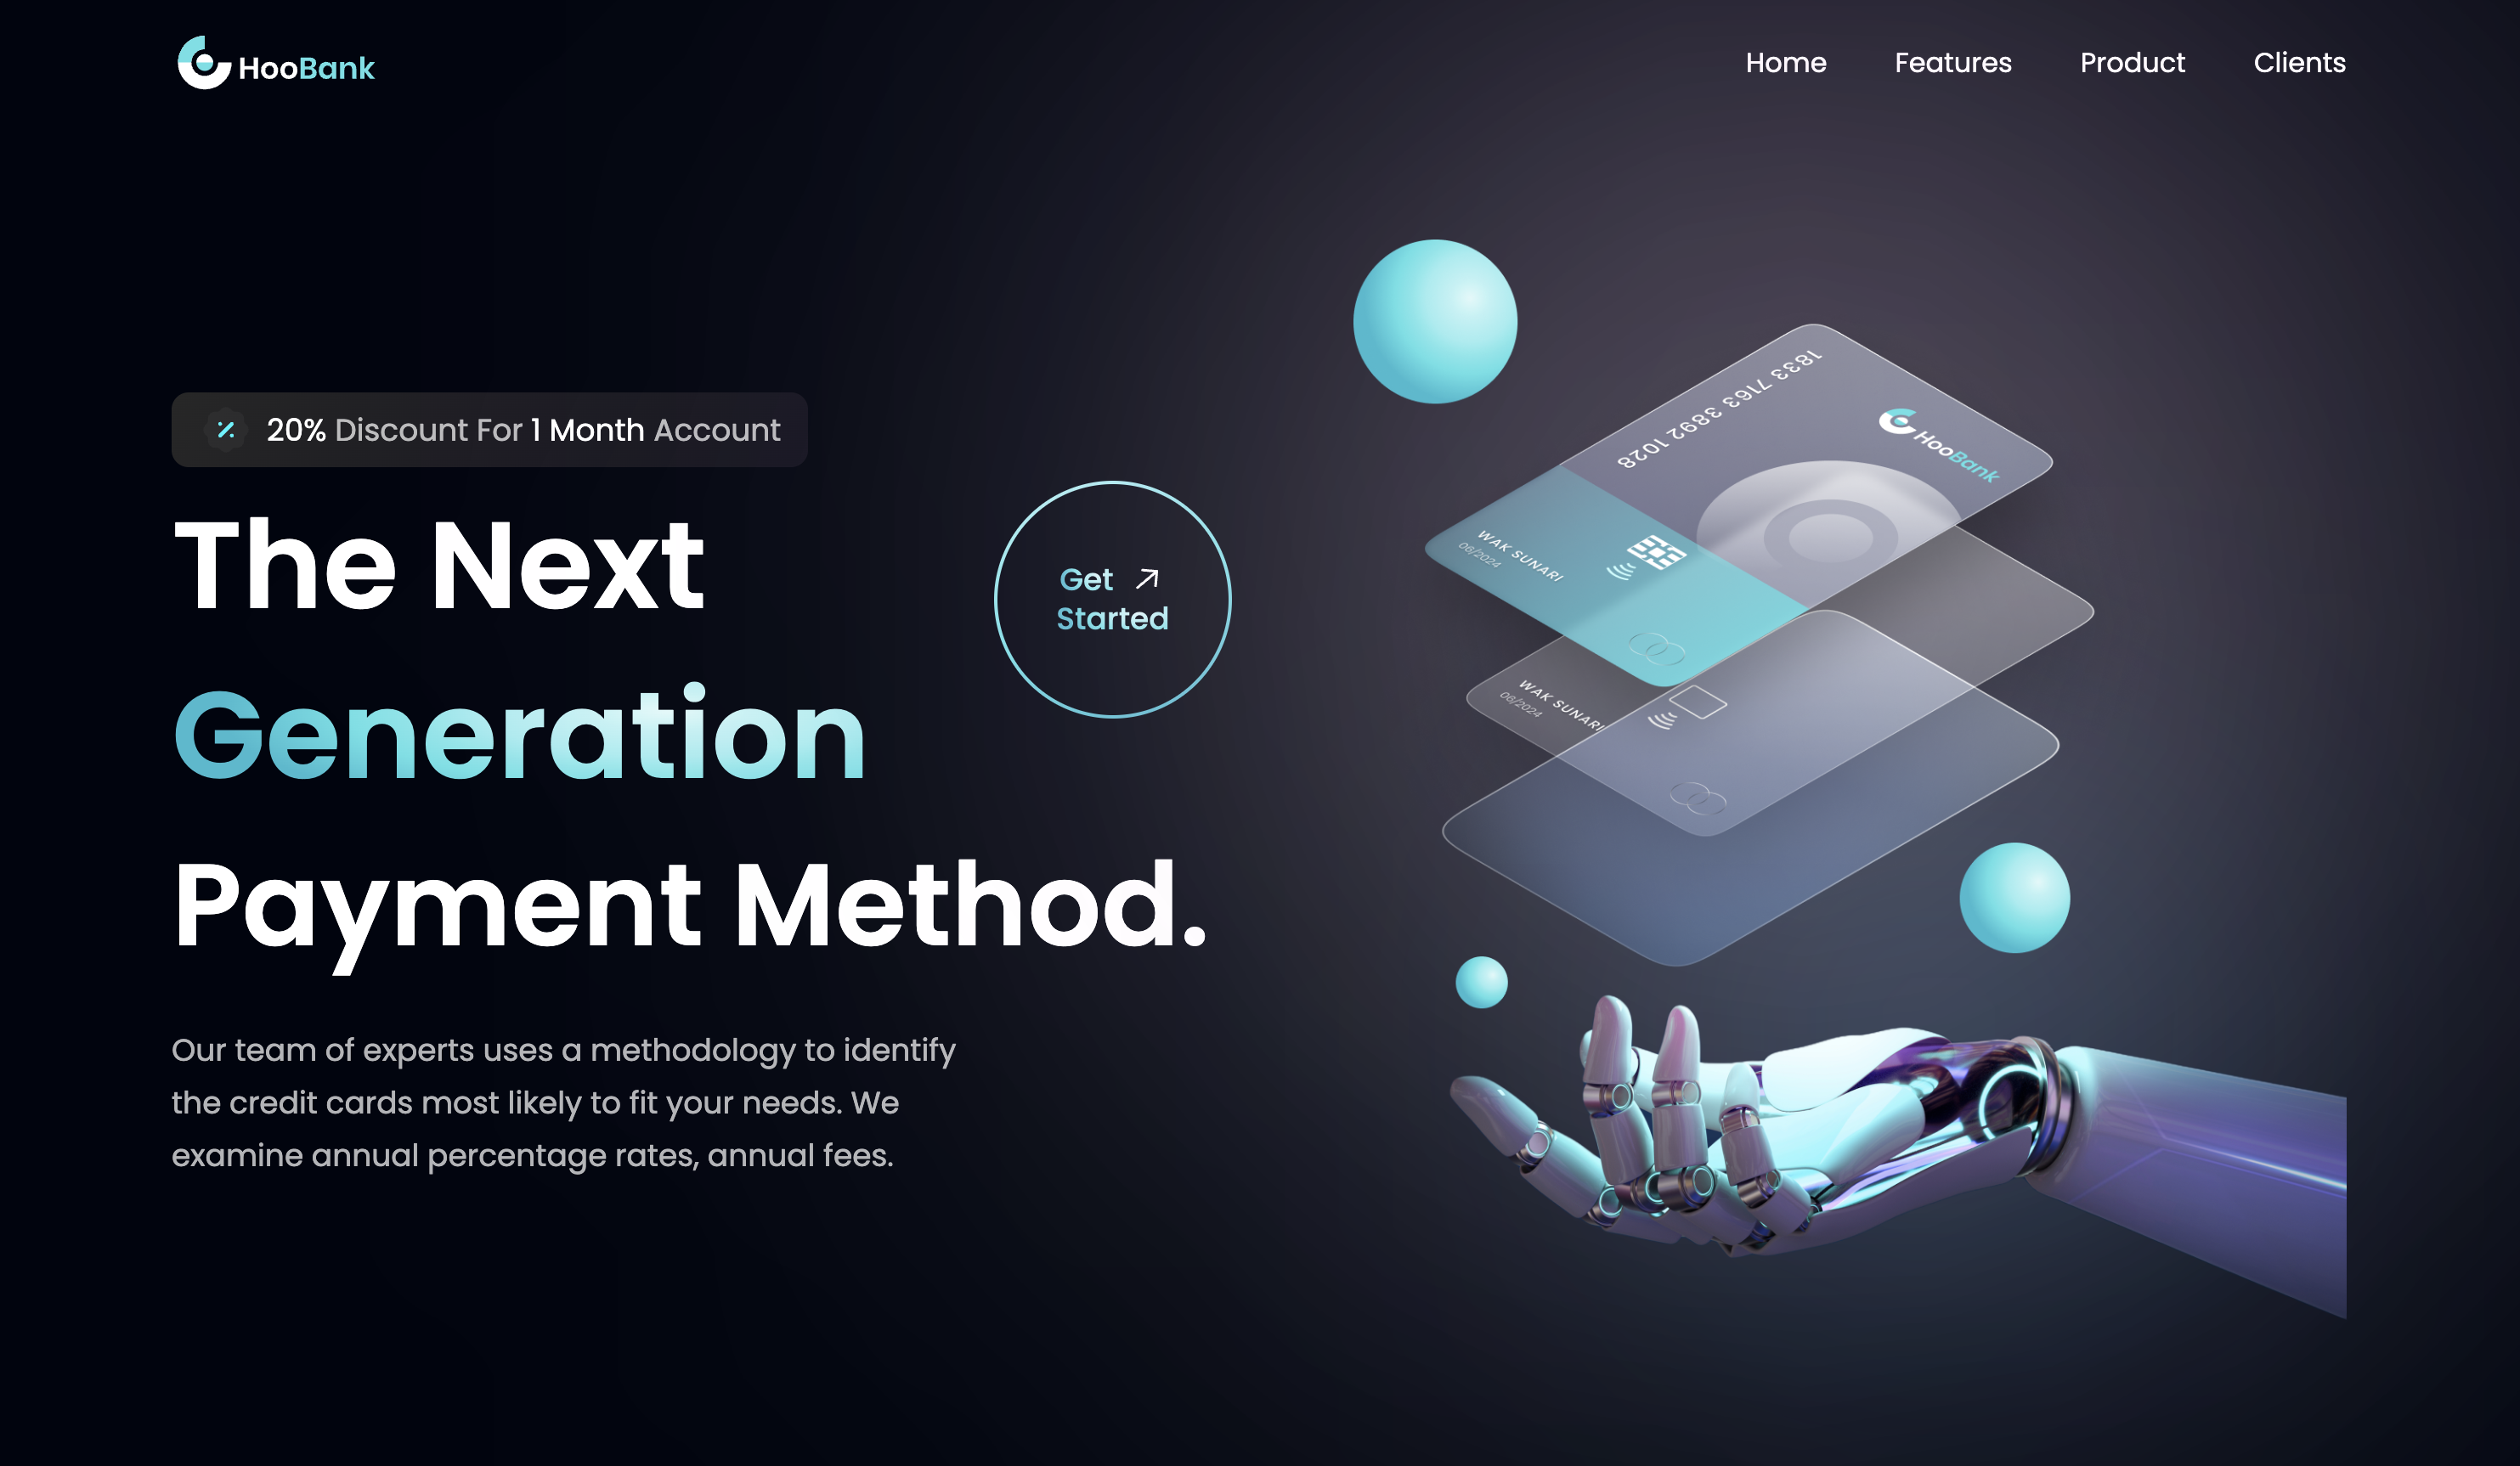 HooBank
Home Features Product Clients
20% Discount For 1 Month Account
The Next
Generation
Payment Method.
Get
Started
Our team of experts uses a methodology to identify
the credit cards most likely to fit your needs. We
examine annual percentage rates, annual fees.
1833 7163 3892 1028
HooBank
WAK SUNARI
06/2024
WAK SUNARI
06/2024